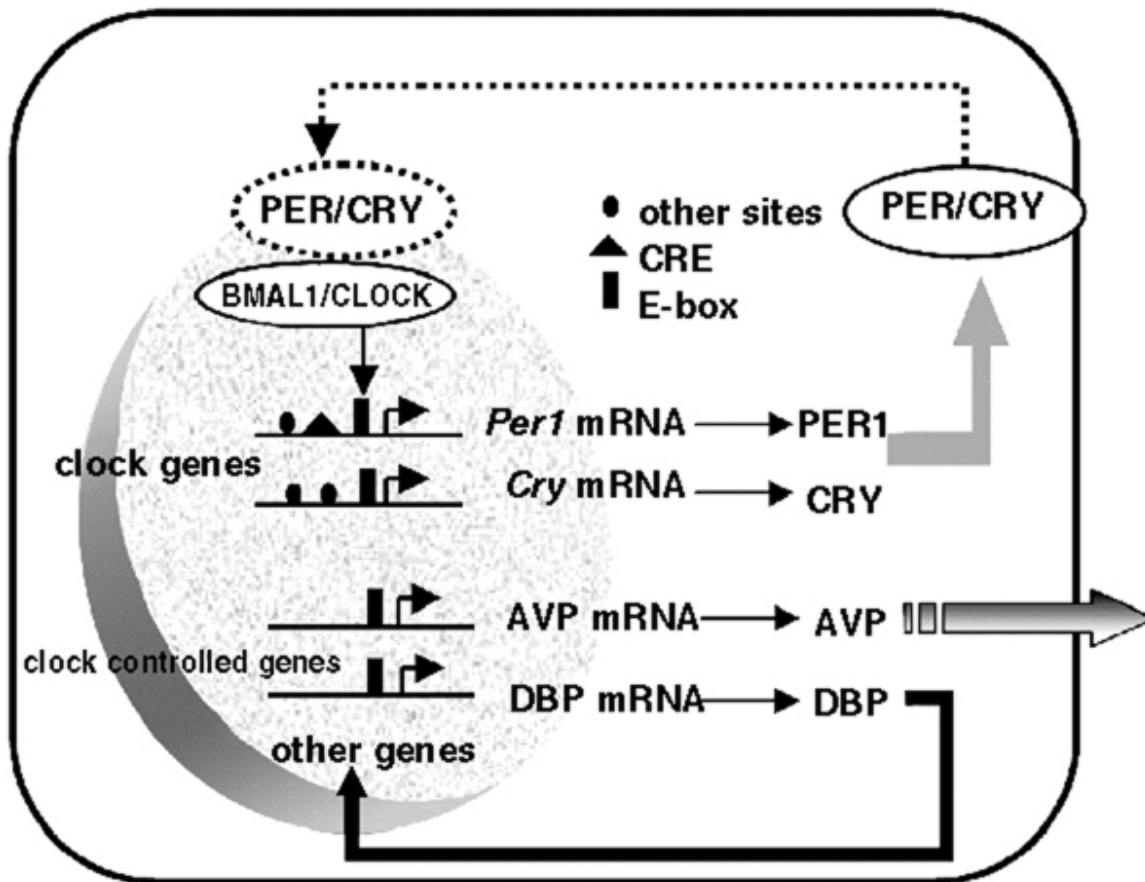 PER/CRY
PER/CRY
other sites
CRE
E-box
BMAL1/CLOCK
Per1 mRNA PER1
clock genes
Cry mRNA CRY
AVP mRNA AVP
clock controlled genes
DBP mRNA DBP
other genes